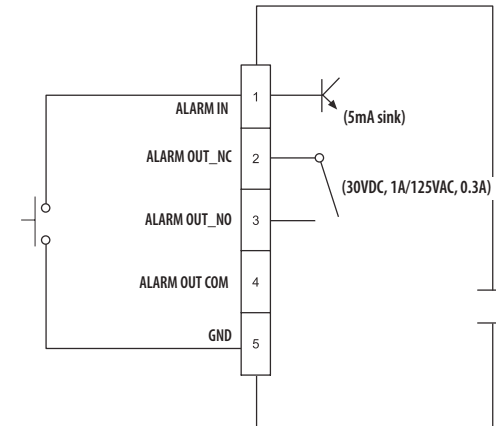 ALARM IN 1
(5mA sink)
ALARM OUT_NC 2
(30VDC, 1A/125VAC, 0.3A)
ALARM OUT_NO 3
ALARM OUT COM 4
GND 5